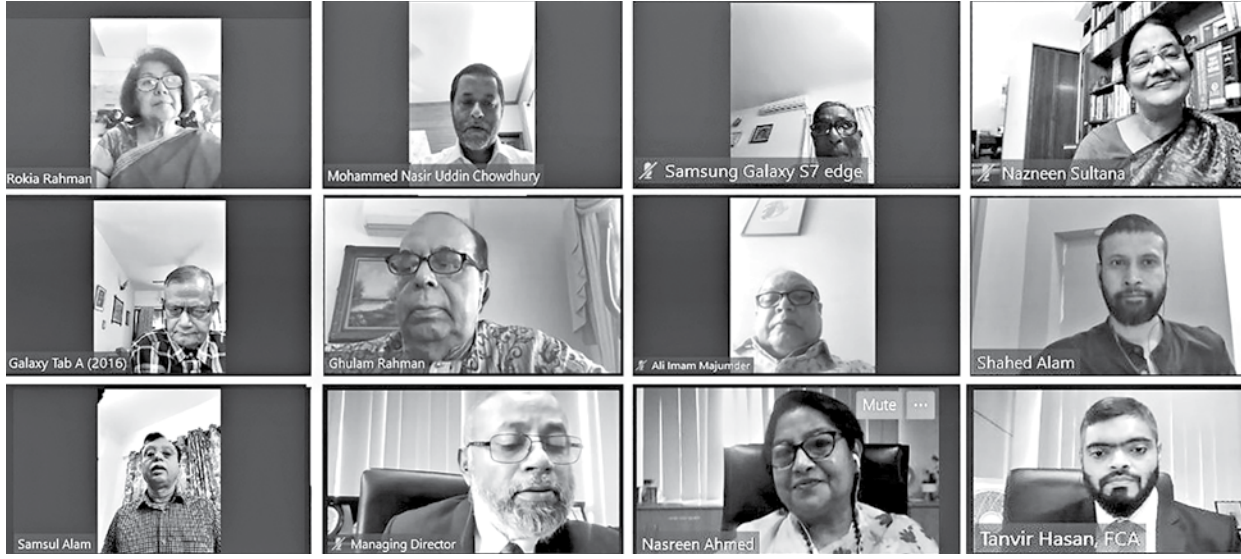 Rokia Rahman
Mohammed Nasir Uddin Chowdhury
Samsung Galaxy S7 edge
Nazneen Sultana
Galaxy Tab A (2016)
Ghulam Rahman
Ali Imam Majumder
Shahed Alam
Samsul Alam
Managing Director
Mute
Nasreen Ahmed
Tanvir Hasan, FCA